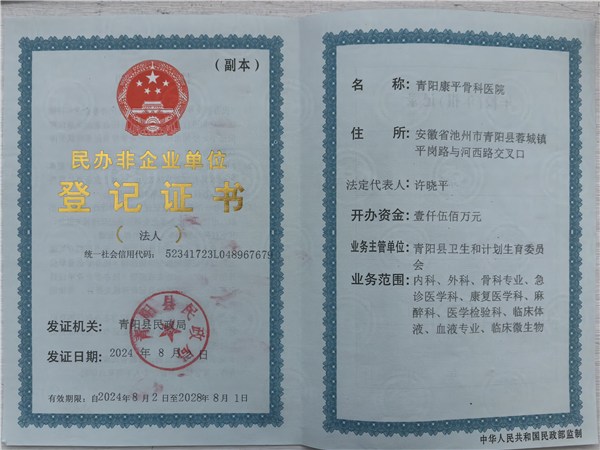 （副本）
民办非企业单位
登记证书
（法人）
统一社会信用代码：52341723L048967679
发证机关：青阳县民政局
发证日期：2024年8月 日
有效期限：自2024年8月2日至2028年8月1日
青阳县民政局
名称：青阳康平骨科医院
住所：安徽省池州市青阳县蓉城镇
平岗路与河西路交叉口
法定代表人：许晓平
开办资金：壹仟伍佰万元
业务主管单位：青阳县卫生和计划生育委员
会
业务范围：内科、外科、骨科专业、急
诊医学科、康复医学科、麻
醉科、医学检验科、临床体
液、血液专业、临床微生物
中华人民共和国民政部监制